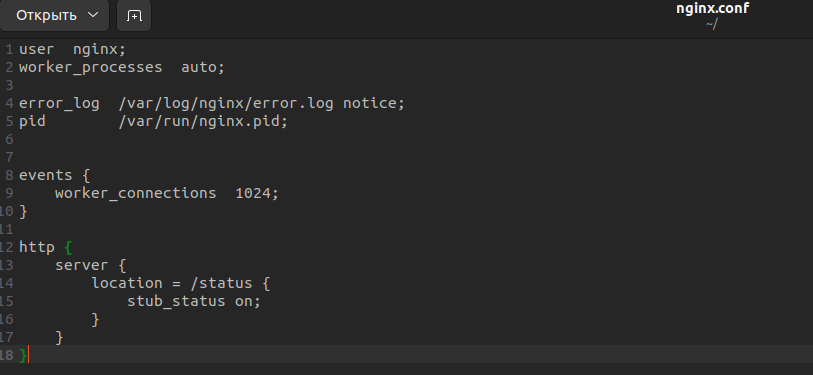 Открыть
nginx.conf
~/
1 user  nginx;
2 worker_processes  auto;
3
4 error_log  /var/log/nginx/error.log notice;
5 pid        /var/run/nginx.pid;
6
7
8 events {
9     worker_connections  1024;
10 }
11
12 http {
13     server {
14         location = /status {
15             stub_status on;
16         }
17     }
18 }